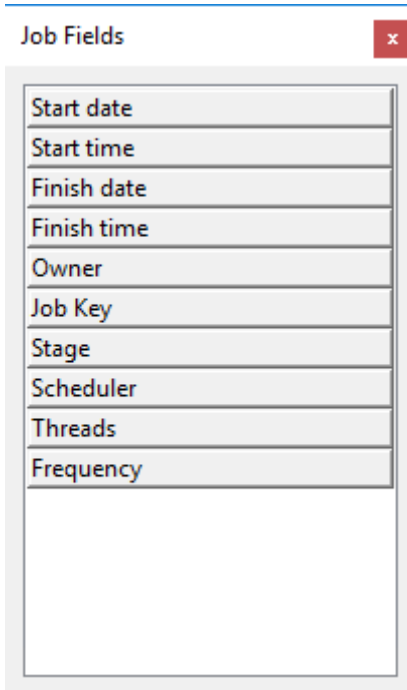 Job Fields
x
Start date
Start time
Finish date
Finish time
Owner
Job Key
Stage
Scheduler
Threads
Frequency